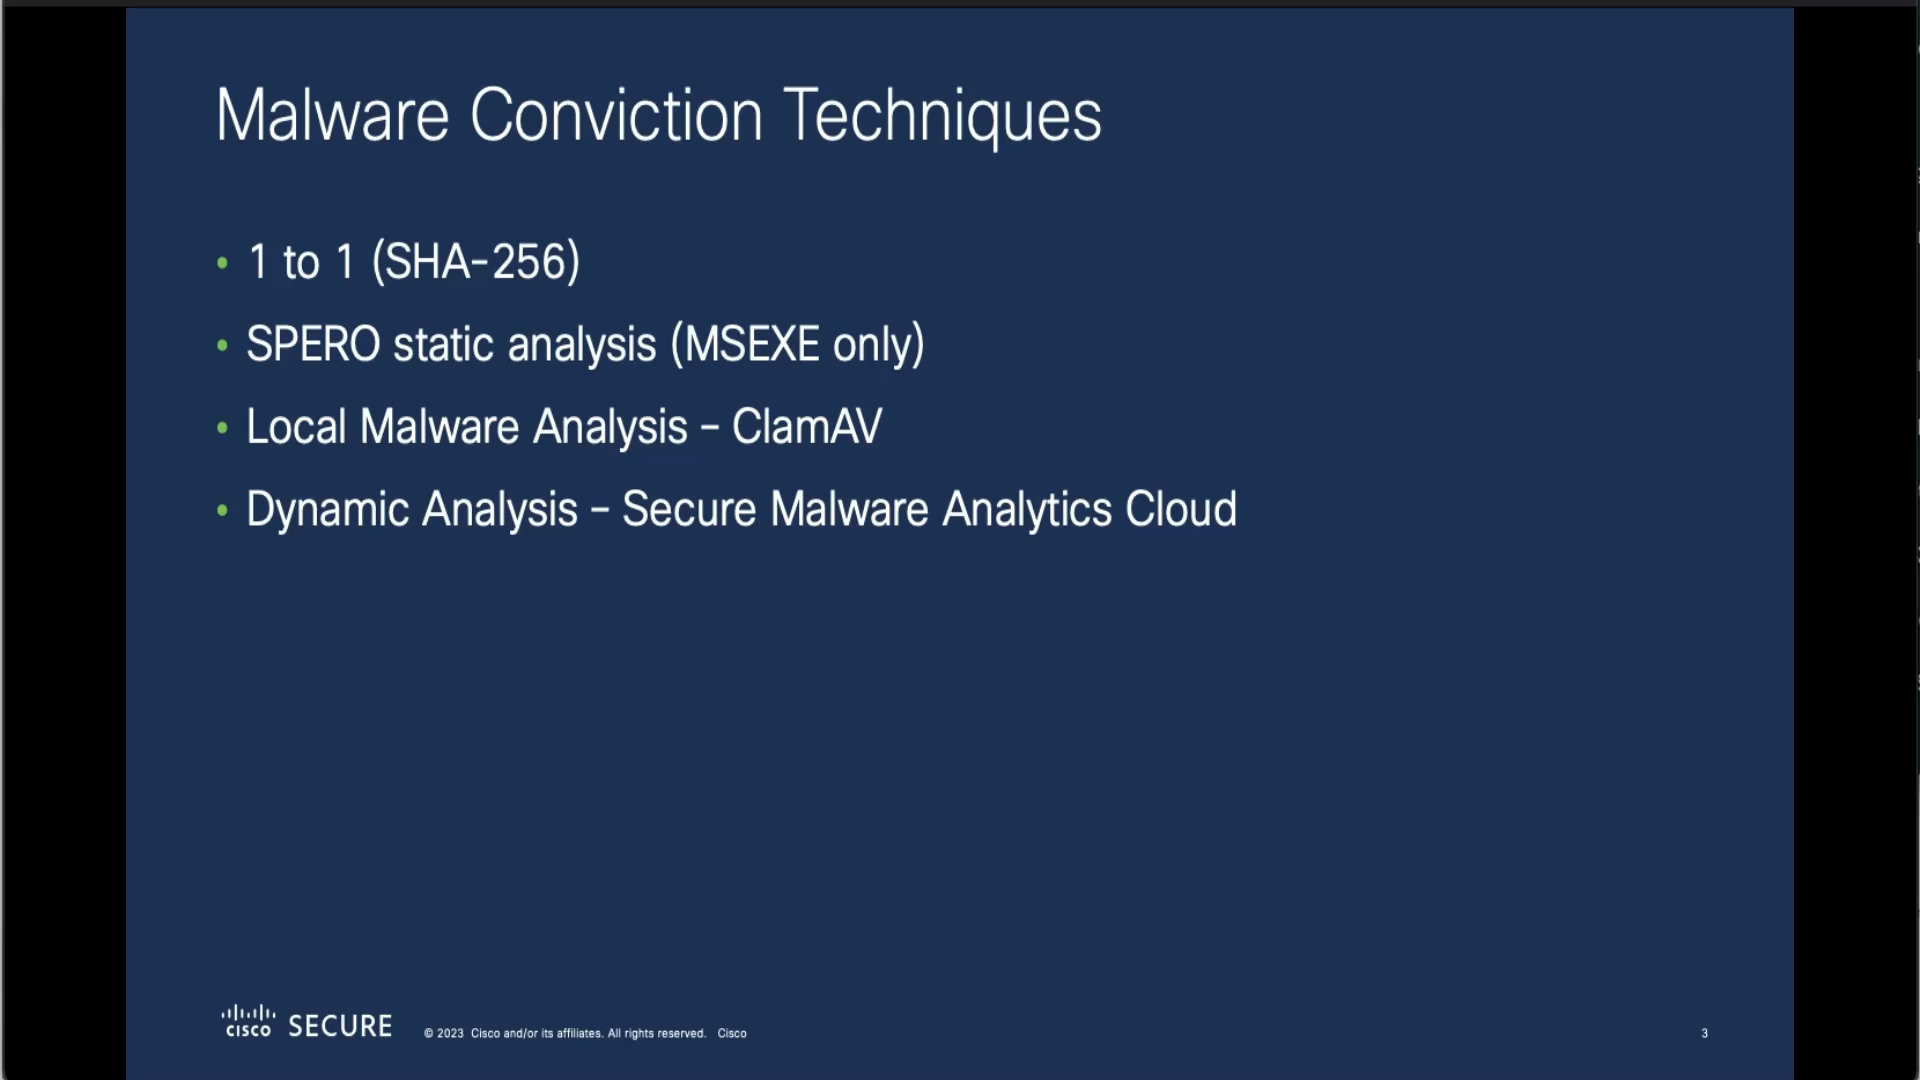 Malware Conviction Techniques
• 1 to 1 (SHA-256)
• SPERO static analysis (MSEXE only)
• Local Malware Analysis – ClamAV
• Dynamic Analysis – Secure Malware Analytics Cloud
CISCO SECURE © 2023 Cisco and/or its affiliates. All rights reserved. Cisco 3